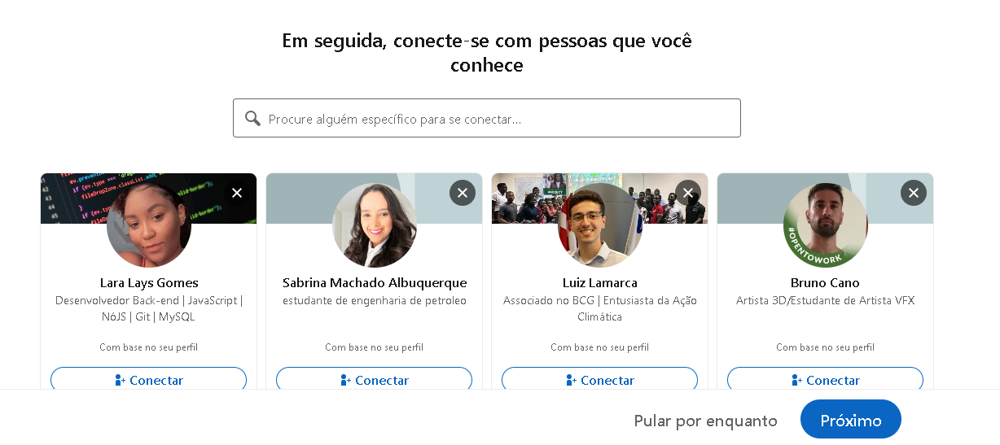 Em seguida, conecte-se com pessoas que você
conhece
Procure alguém específico para se conectar...
Lara Lays Gomes
Desenvolvedor Back-end | JavaScript |
NóJS | Git | MySQL
Com base no seu perfil
Conectar
Sabrina Machado Albuquerque
estudante de engenharia de petroleo
Com base no seu perfil
Conectar
Luiz Lamarca
Associado no BCG | Entusiasta da Ação
Climática
Com base no seu perfil
Conectar
#OPENTOWORK
Bruno Cano
Artista 3D/Estudante de Artista VFX
Com base no seu perfil
Conectar
Pular por enquanto
Próximo